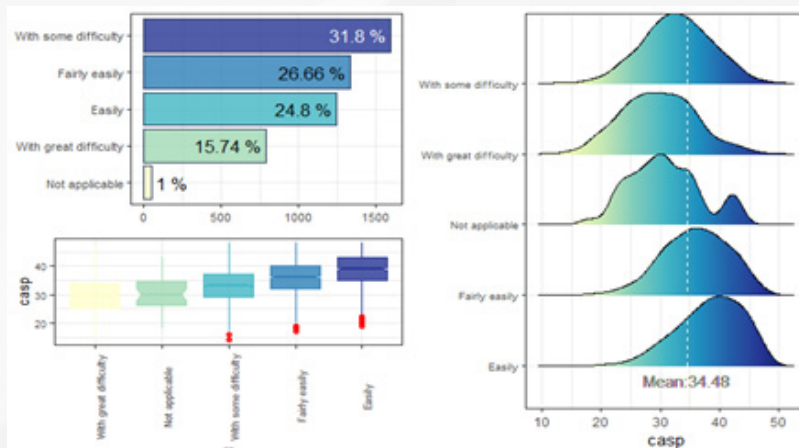 With some difficulty
31.8 %
Fairly easily
26.66 %
Easily
24.8 %
With great difficulty
15.74 %
Not applicable
1 %
0
500
1000
1500
casp
40
30
20
With great difficulty
Not applicable
With some difficulty
Fairly easily
Easily
With some difficulty
With great difficulty
Not applicable
Fairly easily
Easily
Mean:34.48
10
20
30
40
50
casp